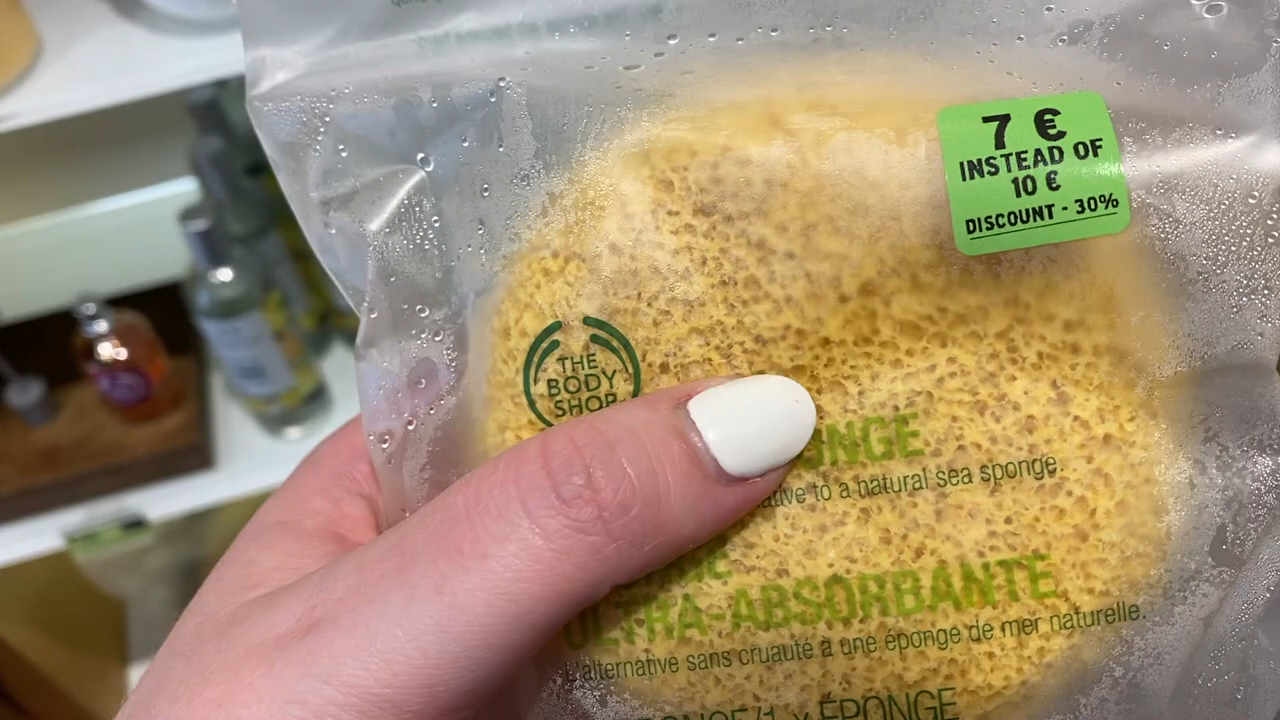 7 €
INSTEAD OF
10 €
DISCOUNT - 30%
THE
BODY
SHOP
to a natural sea sponge.
ULTRA-ABSORBANTE
L'alternative sans cruauté à une éponge de mer naturelle.
x ÉPONGE